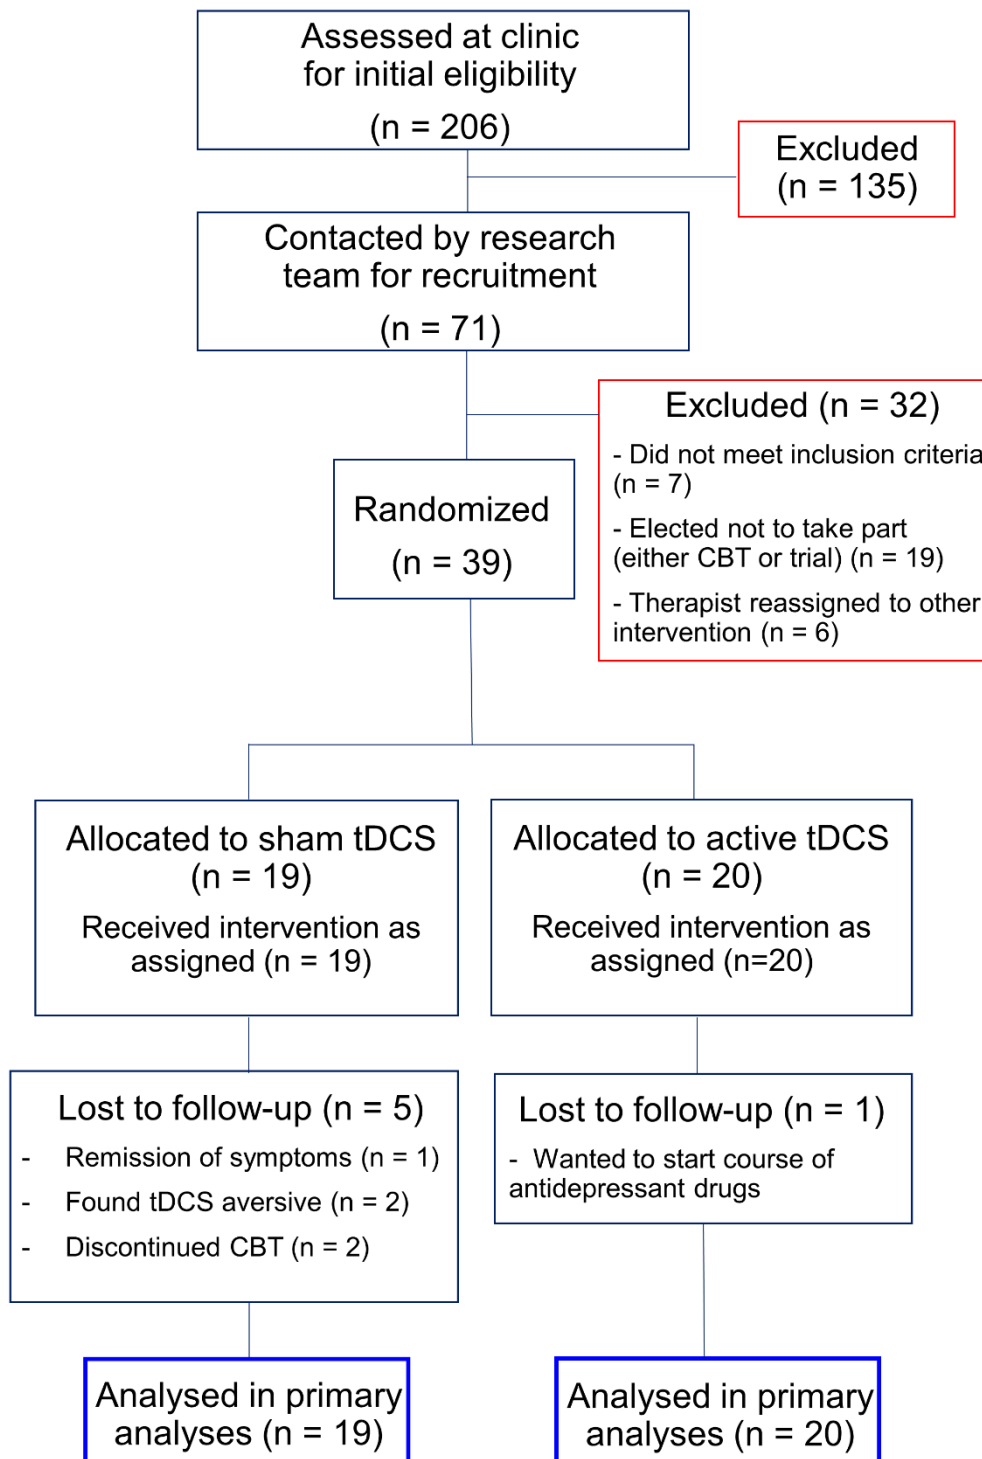 Assessed at clinic
for initial eligibility
(n = 206)
Excluded
(n = 135)
Contacted by research
team for recruitment
(n = 71)
Excluded (n = 32)
- Did not meet inclusion criteria
(n = 7)
- Elected not to take part
(either CBT or trial) (n = 19)
- Therapist reassigned to other
intervention (n = 6)
Randomized
(n = 39)
Allocated to sham tDCS
(n = 19)
Received intervention as
assigned (n = 19)
Allocated to active tDCS
(n = 20)
Received intervention as
assigned (n=20)
Lost to follow-up (n = 5)
- Remission of symptoms (n = 1)
- Found tDCS aversive (n = 2)
- Discontinued CBT (n = 2)
Lost to follow-up (n = 1)
- Wanted to start course of
antidepressant drugs
Analysed in primary
analyses (n = 19)
Analysed in primary
analyses (n = 20)